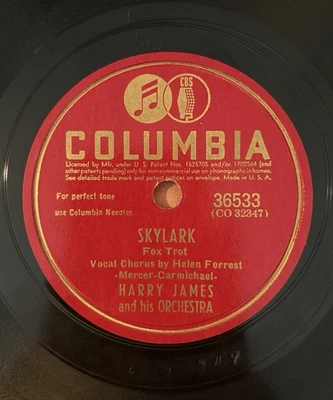 CBS
COLUMBIA
Licensed by Mfr. under U. S. Patent Nos. 1625705 and/or 1702564 (and
other patents pending) only for non-commercial use on phonographs in homes.
See detailed trade mark and patent notices on envelope. Made in U. S. A.
For perfect tone
use Columbia Needles
36533
(CO 32347)
SKYLARK
Fox Trot
Vocal Chorus by Helen Forrest
-Mercer-Carmichael-
HARRY JAMES
and his ORCHESTRA